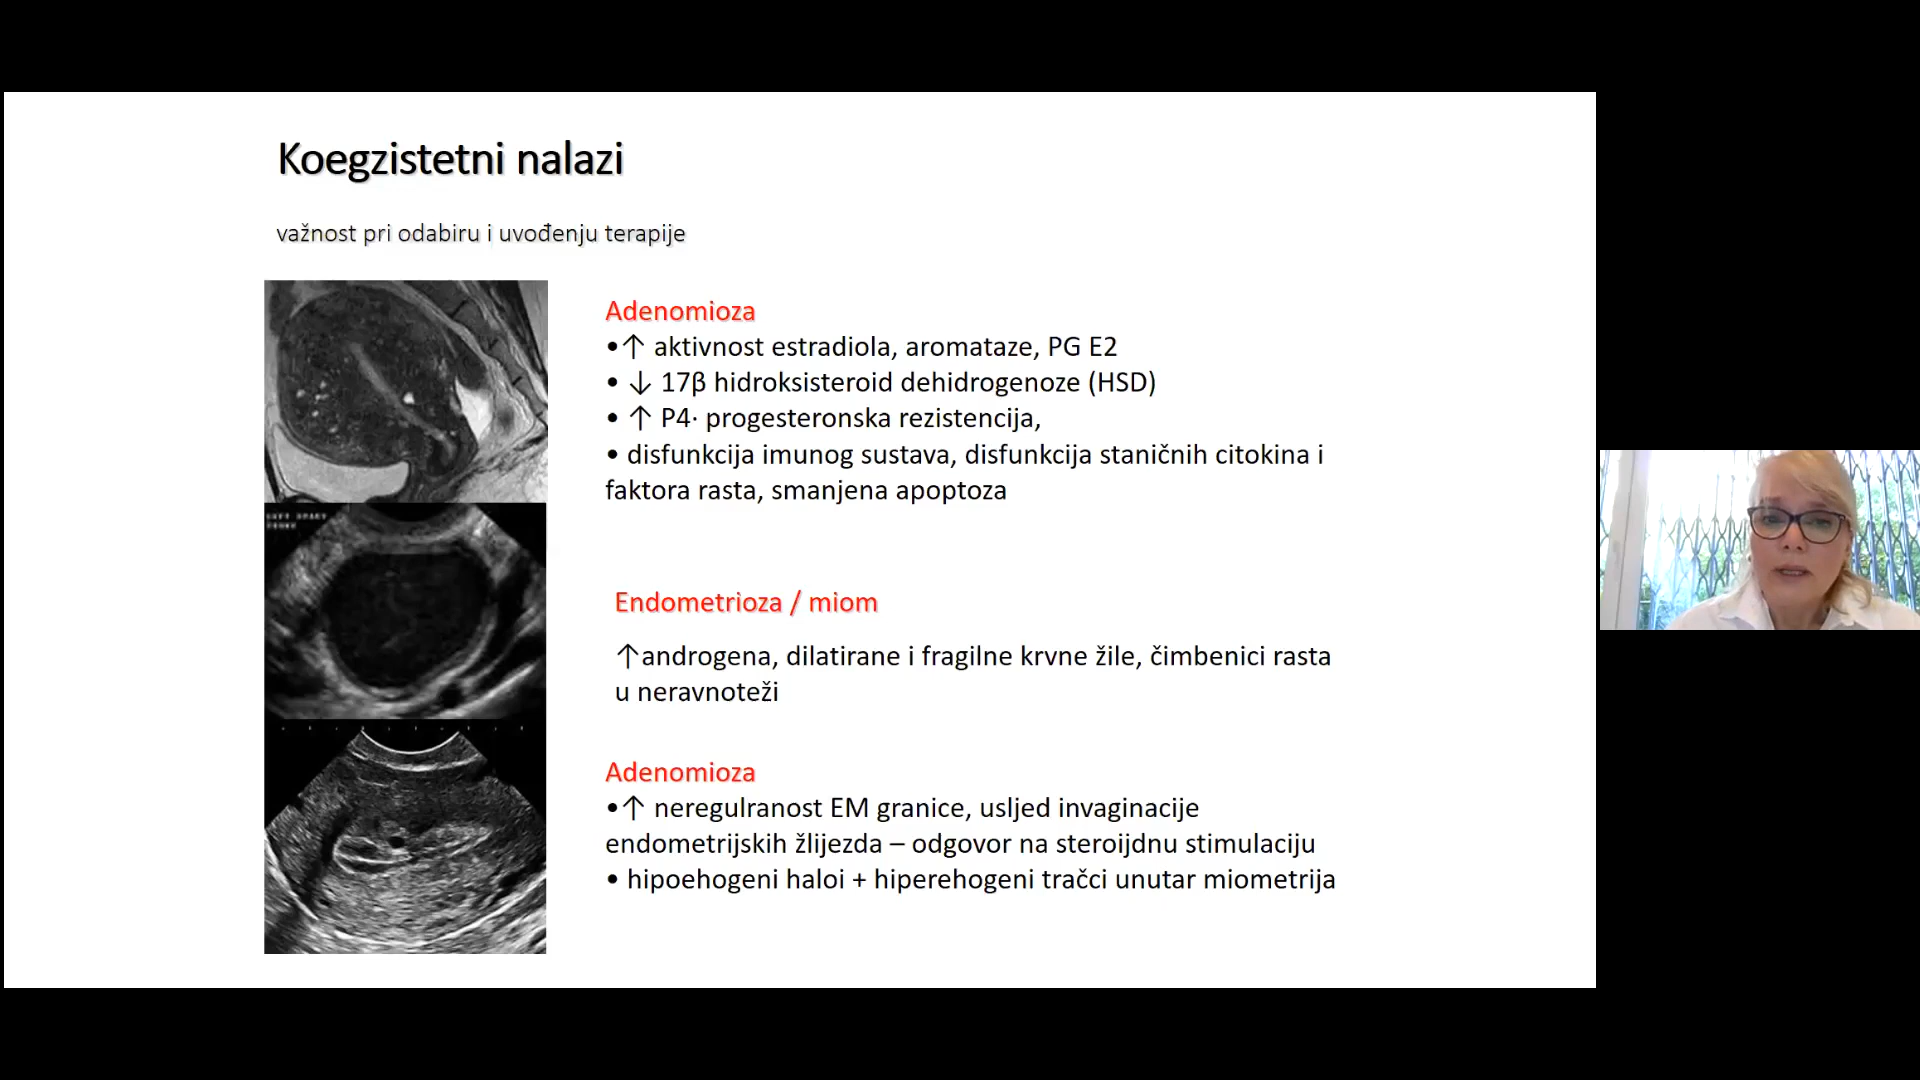 Koegzistetni nalazi
važnost pri odabiru i uvođenju terapije
Adenomioza
•↑ aktivnost estradiola, aromataze, PG E2
• ↓ 17β hidroksisteroid dehidrogenoze (HSD)
• ↑ P4· progesteronska rezistencija,
• disfunkcija imunog sustava, disfunkcija staničnih citokina i
faktora rasta, smanjena apoptoza
Endometrioza / miom
↑androgena, dilatirane i fragilne krvne žile, čimbenici rasta
u neravnoteži
Adenomioza
•↑ neregulranost EM granice, usljed invaginacije
endometrijskih žlijezda – odgovor na steroijdnu stimulaciju
• hipoehogeni haloi + hiperehogeni tračci unutar miometrija